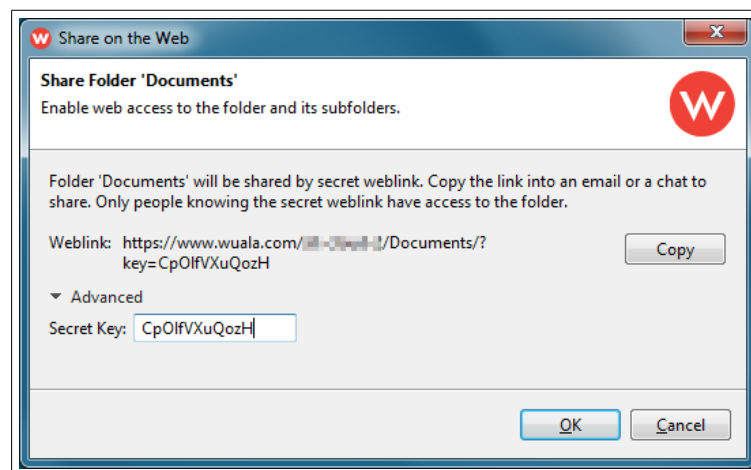 Share on the Web
Share Folder 'Documents'
Enable web access to the folder and its subfolders.
W
Folder 'Documents' will be shared by secret weblink. Copy the link into an email or a chat to
share. Only people knowing the secret weblink have access to the folder.
Weblink: https://www.wuala.com/ /Documents/?
key=CpOlfVXuQozH
Copy
Advanced
Secret Key: CpOlfVXuQozH
OK Cancel